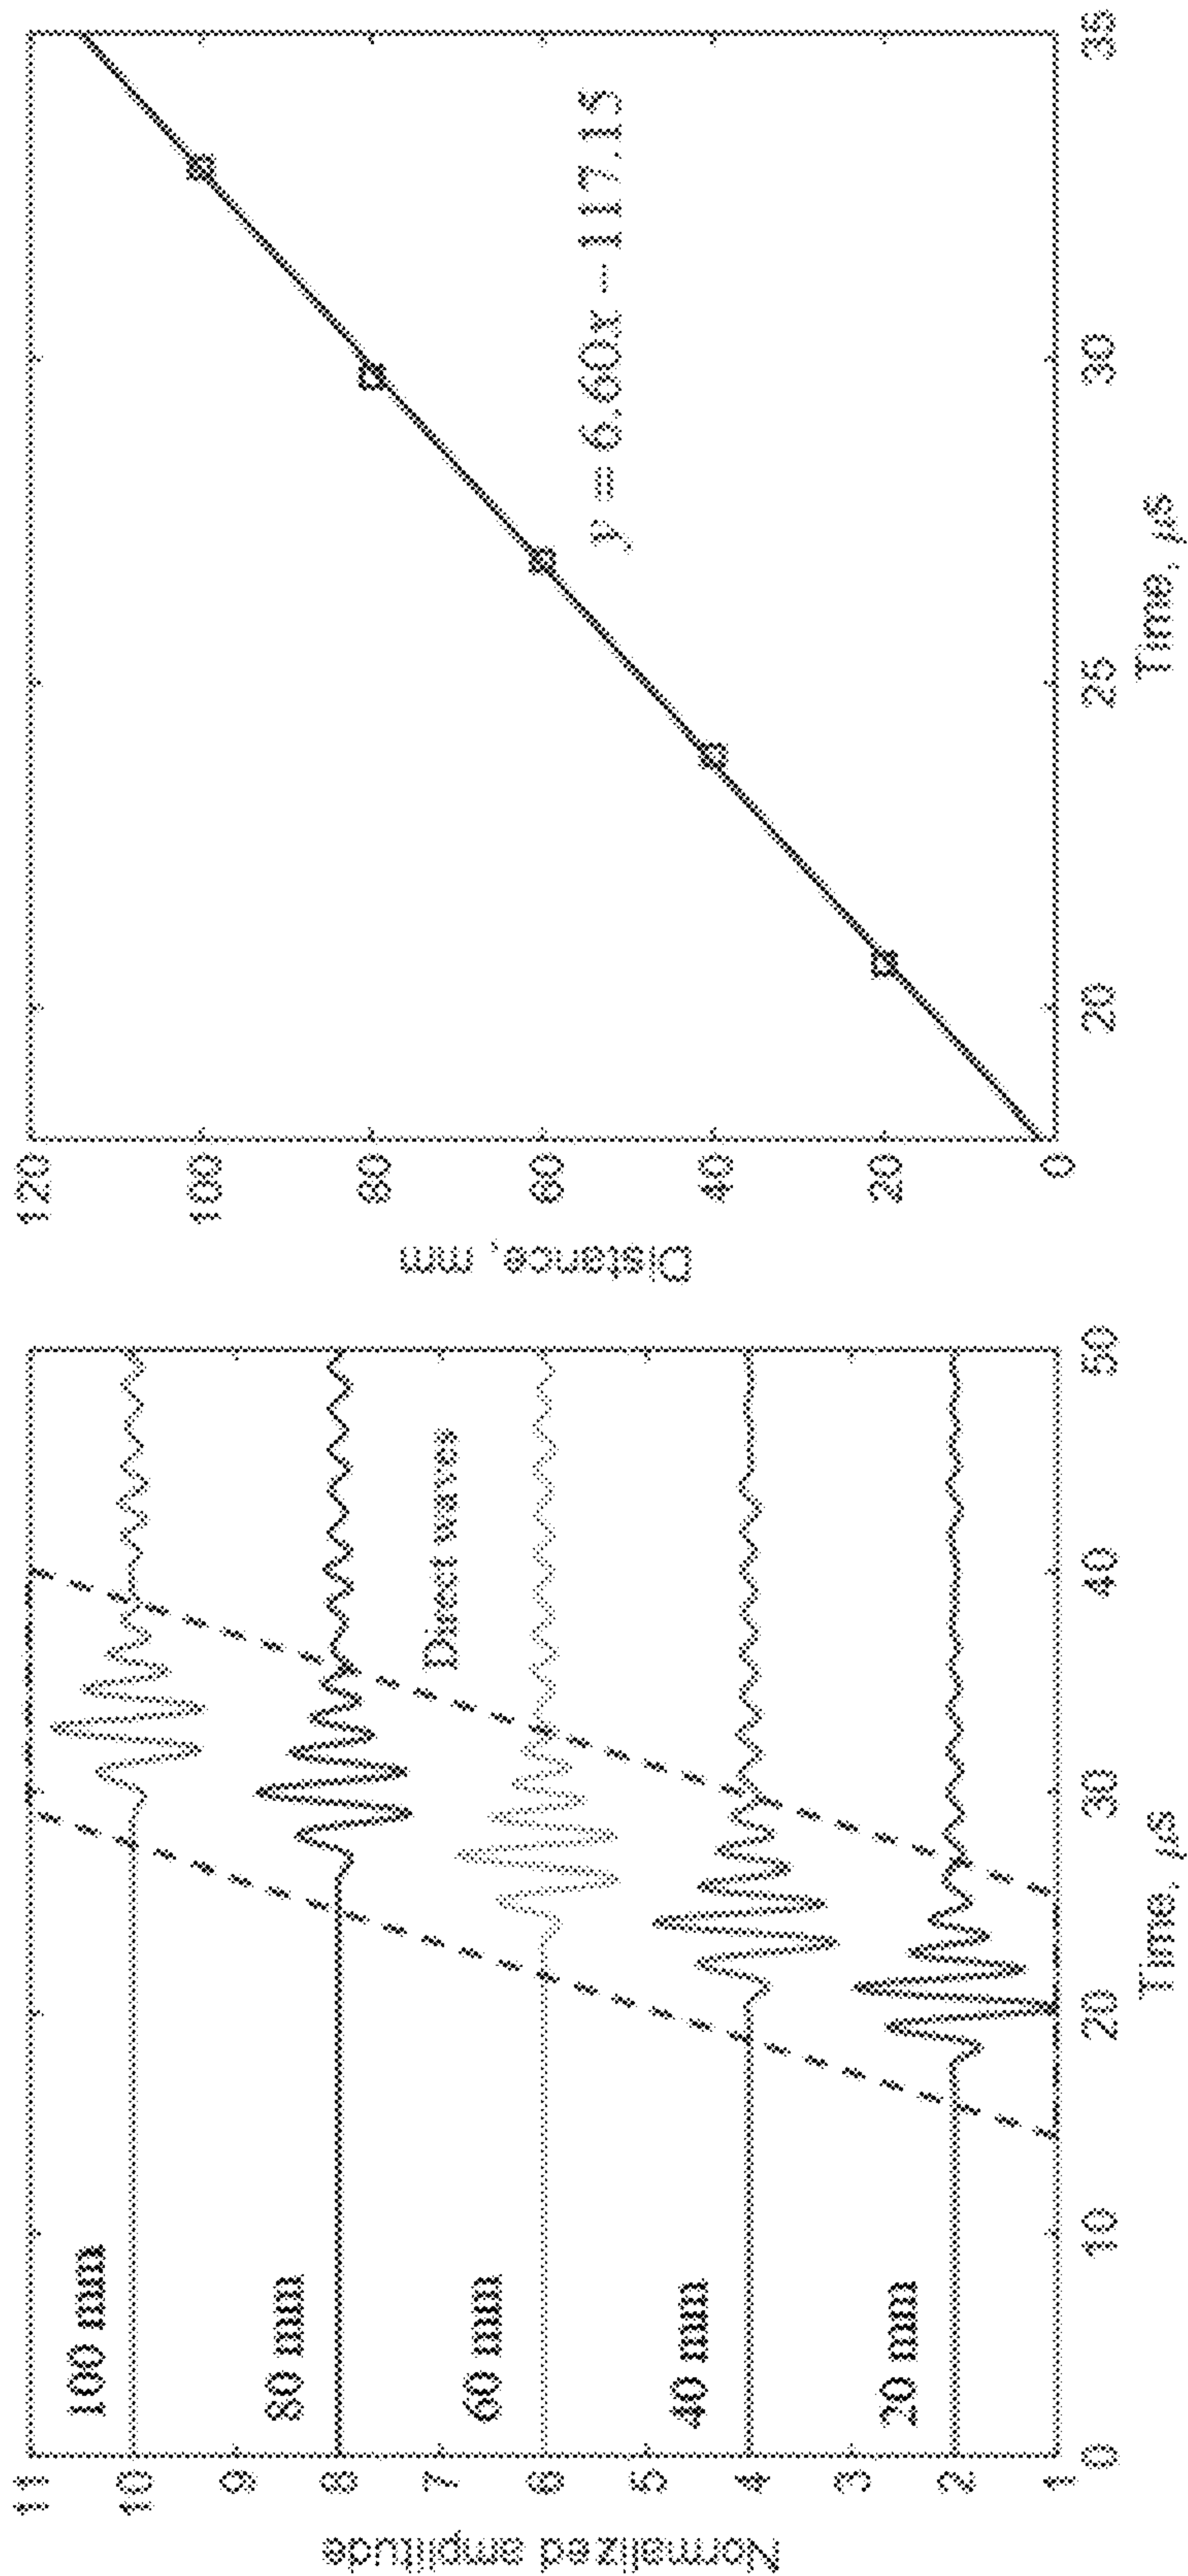 Normalized amplitude
11
10
9
8
7
6
5
4
3
2
1
100 mm
80 mm
60 mm
40 mm
20 mm
Direct waves
0
10
20
30
40
50
Time, μs
Distance, mm
120
100
80
60
40
20
0
y = 6.60x − 117.15
20
25
30
35
Time, μs